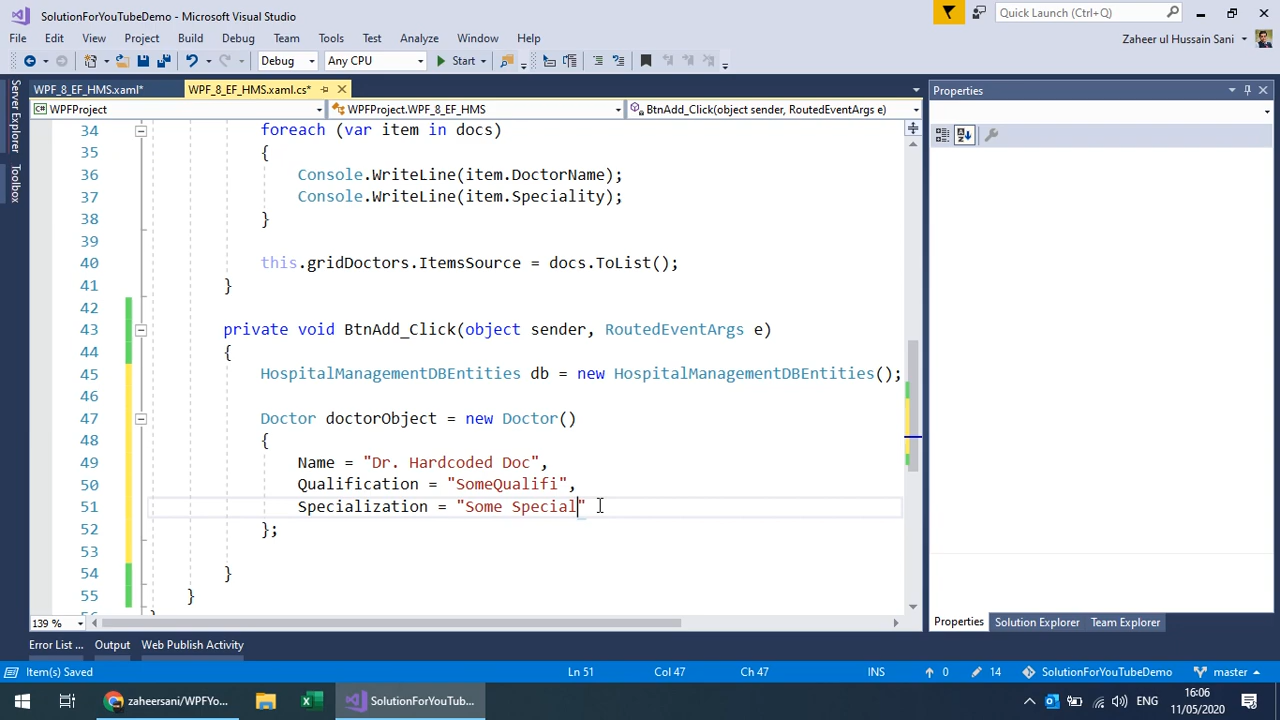 SolutionForYouTubeDemo - Microsoft Visual Studio
Quick Launch (Ctrl+Q)
File Edit View Project Build Debug Team Tools Test Analyze Window Help
Zaheer ul Hussain Sani
Debug Any CPU Start
WPF_8_EF_HMS.xaml* WPF_8_EF_HMS.xaml.cs*
Properties
WPFProject WPFProject.WPF_8_EF_HMS BtnAdd_Click(object sender, RoutedEventArgs e)
Server Explorer
Toolbox
34 foreach (var item in docs)
35 {
36 Console.WriteLine(item.DoctorName);
37 Console.WriteLine(item.Speciality);
38 }
39
40 this.gridDoctors.ItemsSource = docs.ToList();
41 }
42
43 private void BtnAdd_Click(object sender, RoutedEventArgs e)
44 {
45 HospitalManagementDBEntities db = new HospitalManagementDBEntities();
46
47 Doctor doctorObject = new Doctor()
48 {
49 Name = "Dr. Hardcoded Doc",
50 Qualification = "SomeQualifi",
51 Specialization = "Some Special"
52 };
53
54 }
55 }
56 }
139 %
Properties Solution Explorer Team Explorer
Error List ... Output Web Publish Activity
Item(s) Saved Ln 51 Col 47 Ch 47 INS 0 14 SolutionForYouTubeDemo master
zaheersani/WPFYo... SolutionForYouTu... ENG 16:06
11/05/2020